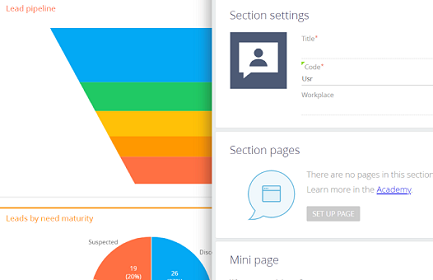 Lead pipeline
Leads by need maturity
Suspected
19
(20%)
26
Disco
Section settings
Title*
*Code*
Usr
Workplace
Section pages
There are no pages in this section
Learn more in the Academy
SET UP PAGE
Mini page